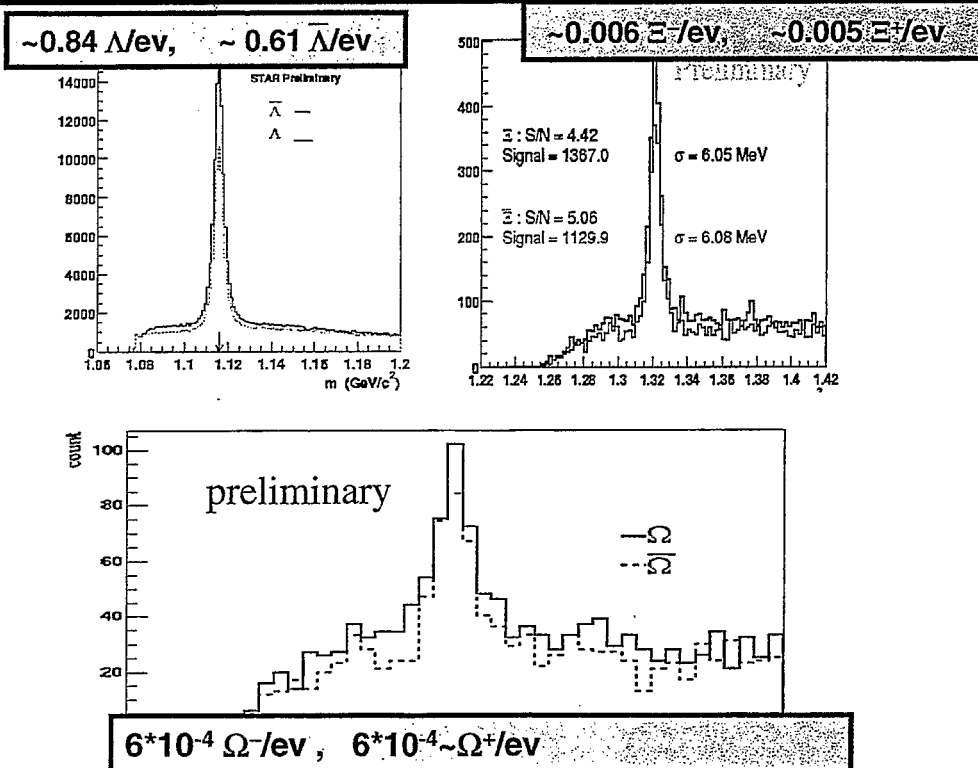 ~0.84 Λ/ev, ~ 0.61 Λ̅/ev
~0.006 Ξ⁻/ev, ~0.005 Ξ⁺/ev
STAR Preliminary
Λ̅ —
Λ —
14000
12000
10000
8000
6000
4000
2000
0
1.06 1.08 1.1 1.12 1.14 1.16 1.18 1.2
m (GeV/c²)
500
Preliminary
400
Ξ : S/N = 4.42
Signal = 1367.0
σ = 6.05 MeV
300
Ξ̅ : S/N = 5.06
Signal = 1129.9
σ = 6.08 MeV
200
100
0
1.22 1.24 1.26 1.28 1.3 1.32 1.34 1.36 1.38 1.4 1.42
2
count
100
preliminary
80
—Ω
---Ω̅
60
40
20
6*10⁻⁴ Ω⁻/ev , 6*10⁻⁴~Ω⁺/ev